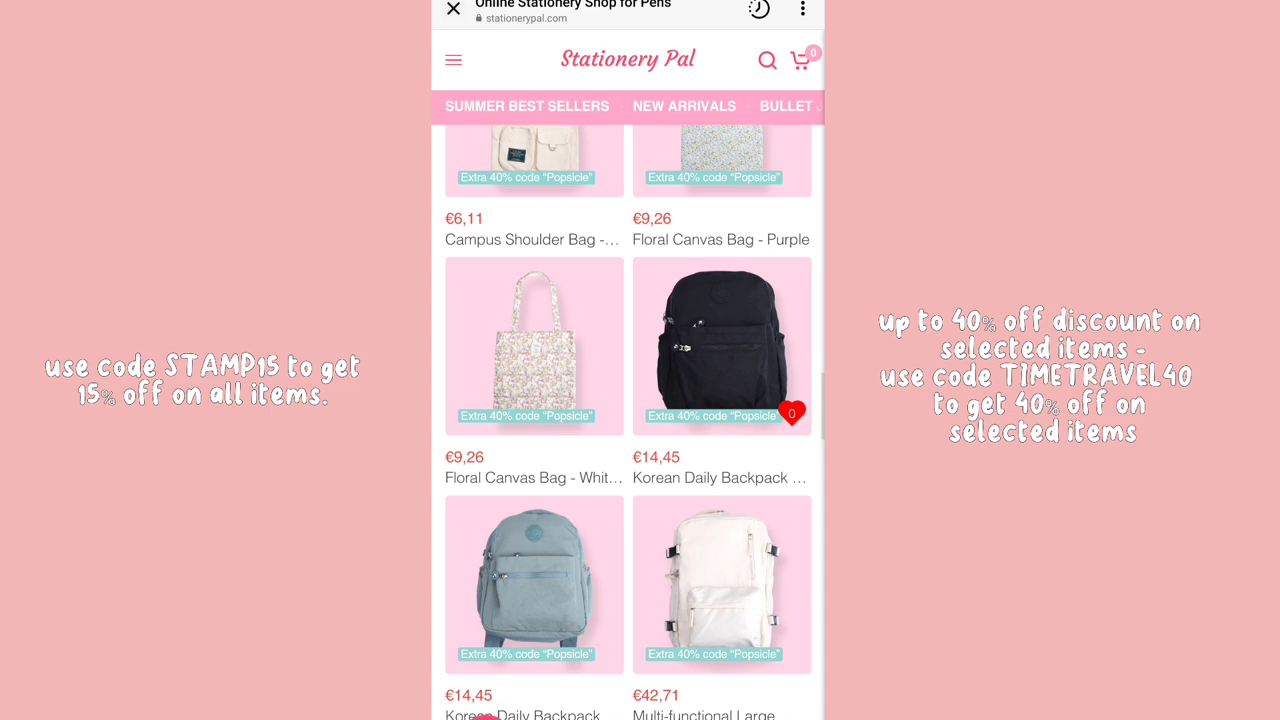 Online Stationery Shop for Pens
stationerypal.com
Stationery Pal
0
SUMMER BEST SELLERS
NEW ARRIVALS
BULLET
Extra 40% code “Popsicle”
Extra 40% code “Popsicle”
€6,11
€9,26
Campus Shoulder Bag -...
Floral Canvas Bag - Purple
Extra 40% code “Popsicle”
Extra 40% code “Popsicle”
0
€9,26
€14,45
Floral Canvas Bag - Whit...
Korean Daily Backpack ...
Extra 40% code “Popsicle”
Extra 40% code “Popsicle”
€14,45
€42,71
Korean Daily Backpack
Multi-functional Large
use code STAMP15 to get
15% off on all items.
up to 40% off discount on
selected items -
use code TIMETRAVEL40
to get 40% off on
selected items